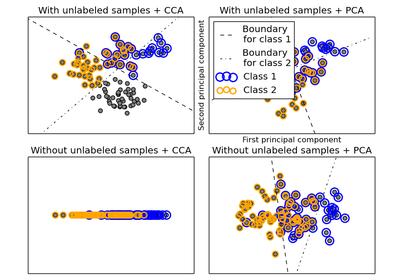 With unlabeled samples + CCA
With unlabeled samples + PCA
Second principal component
Boundary
for class 1
Boundary
for class 2
Class 1
Class 2
First principal component
Without unlabeled samples + CCA
Without unlabeled samples + PCA